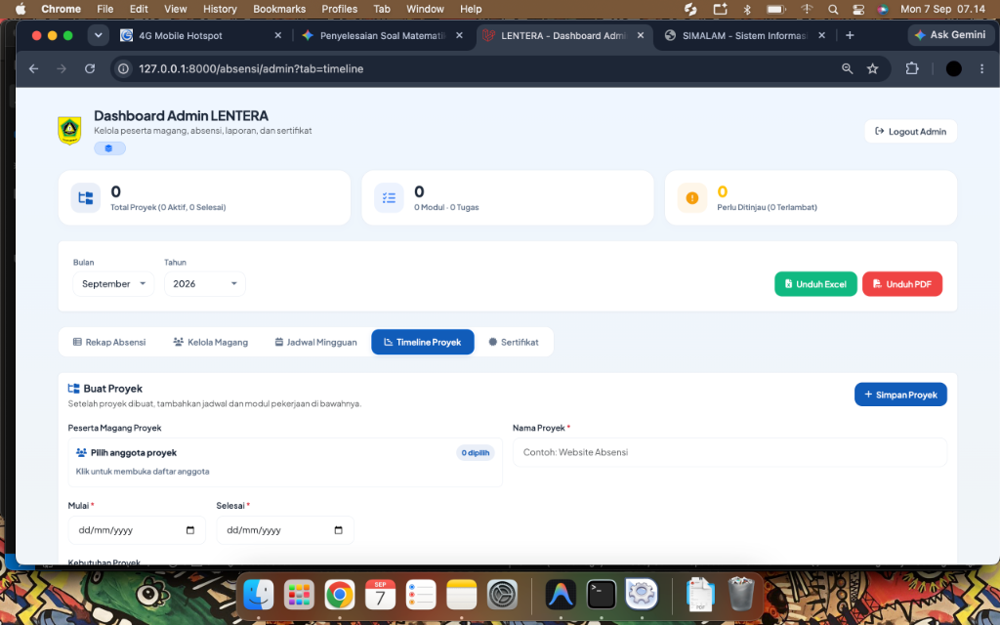 Chrome File Edit View History Bookmarks Profiles Tab Window Help Mon 7 Sep 07.14
4G Mobile Hotspot Penyelesaian Soal Matemati LENTERA - Dashboard Admi SIMALAM - Sistem Informas Ask Gemini
127.0.0.1:8000/absensi/admin?tab=timeline
Dashboard Admin LENTERA
Kelola peserta magang, absensi, laporan, dan sertifikat
Logout Admin
0
Total Proyek (0 Aktif, 0 Selesai)
0
0 Modul · 0 Tugas
0
Perlu Ditinjau (0 Terlambat)
Bulan Tahun
September 2026 Unduh Excel Unduh PDF
Rekap Absensi Kelola Magang Jadwal Mingguan Timeline Proyek Sertifikat
Buat Proyek
Setelah proyek dibuat, tambahkan jadwal dan modul pekerjaan di bawahnya.
+ Simpan Proyek
Peserta Magang Proyek Nama Proyek *
Pilih anggota proyek 0 dipilih Contoh: Website Absensi
Klik untuk membuka daftar anggota
Mulai * Selesai *
dd/mm/yyyy dd/mm/yyyy
Kebutuhan Proyek
SEP
7
PDF